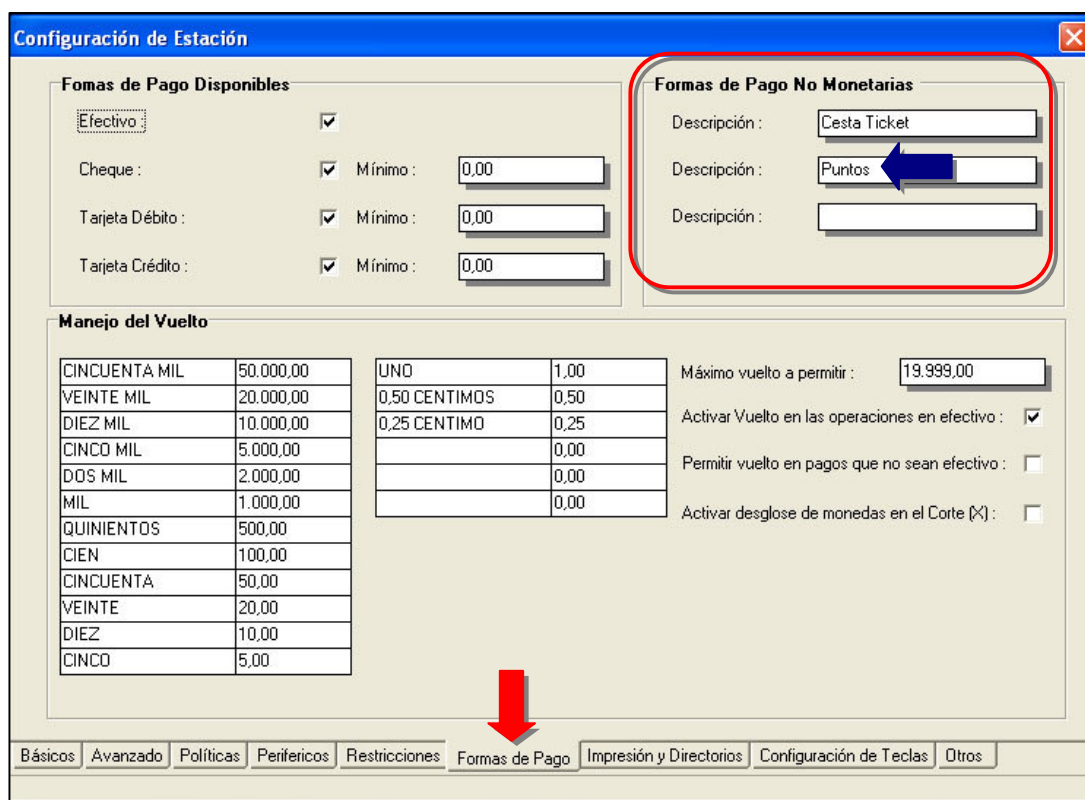 Configuración de Estación
Fomas de Pago Disponibles
Efectivo :
Cheque : Mínimo : 0,00
Tarjeta Débito : Mínimo : 0,00
Tarjeta Crédito : Mínimo : 0,00
Formas de Pago No Monetarias
Descripción : Cesta Ticket
Descripción : Puntos
Descripción :
Manejo del Vuelto
CINCUENTA MIL 50.000,00
VEINTE MIL 20.000,00
DIEZ MIL 10.000,00
CINCO MIL 5.000,00
DOS MIL 2.000,00
MIL 1.000,00
QUINIENTOS 500,00
CIEN 100,00
CINCUENTA 50,00
VEINTE 20,00
DIEZ 10,00
CINCO 5,00
UNO 1,00
0,50 CENTIMOS 0,50
0,25 CENTIMO 0,25
0,00
0,00
0,00
Máximo vuelto a permitir : 19.999,00
Activar Vuelto en las operaciones en efectivo :
Permitir vuelto en pagos que no sean efectivo :
Activar desglose de monedas en el Corte (X) :
Básicos Avanzado Políticas Perifericos Restricciones Formas de Pago Impresión y Directorios Configuración de Teclas Otros